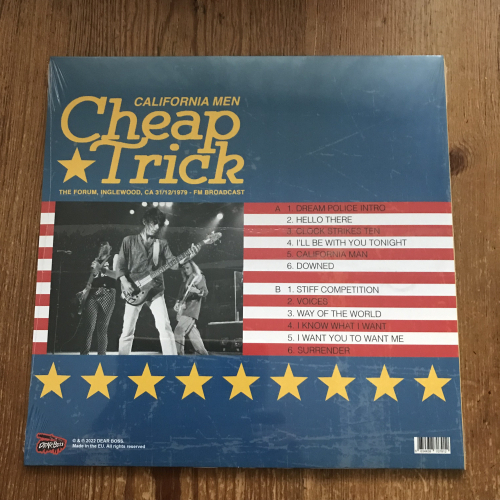 CALIFORNIA MEN
Cheap
Trick
THE FORUM, INGLEWOOD, CA 31/12/1979 - FM BROADCAST
A 1. DREAM POLICE INTRO
2. HELLO THERE
3. CLOCK STRIKES TEN
4. I'LL BE WITH YOU TONIGHT
5. CALIFORNIA MAN
6. DOWNED
B 1. STIFF COMPETITION
2. VOICES
3. WAY OF THE WORLD
4. I KNOW WHAT I WANT
5. I WANT YOU TO WANT ME
6. SURRENDER
DEAR BOSS
℗ & © 2022 DEAR BOSS.
Made in the EU. All rights reserved